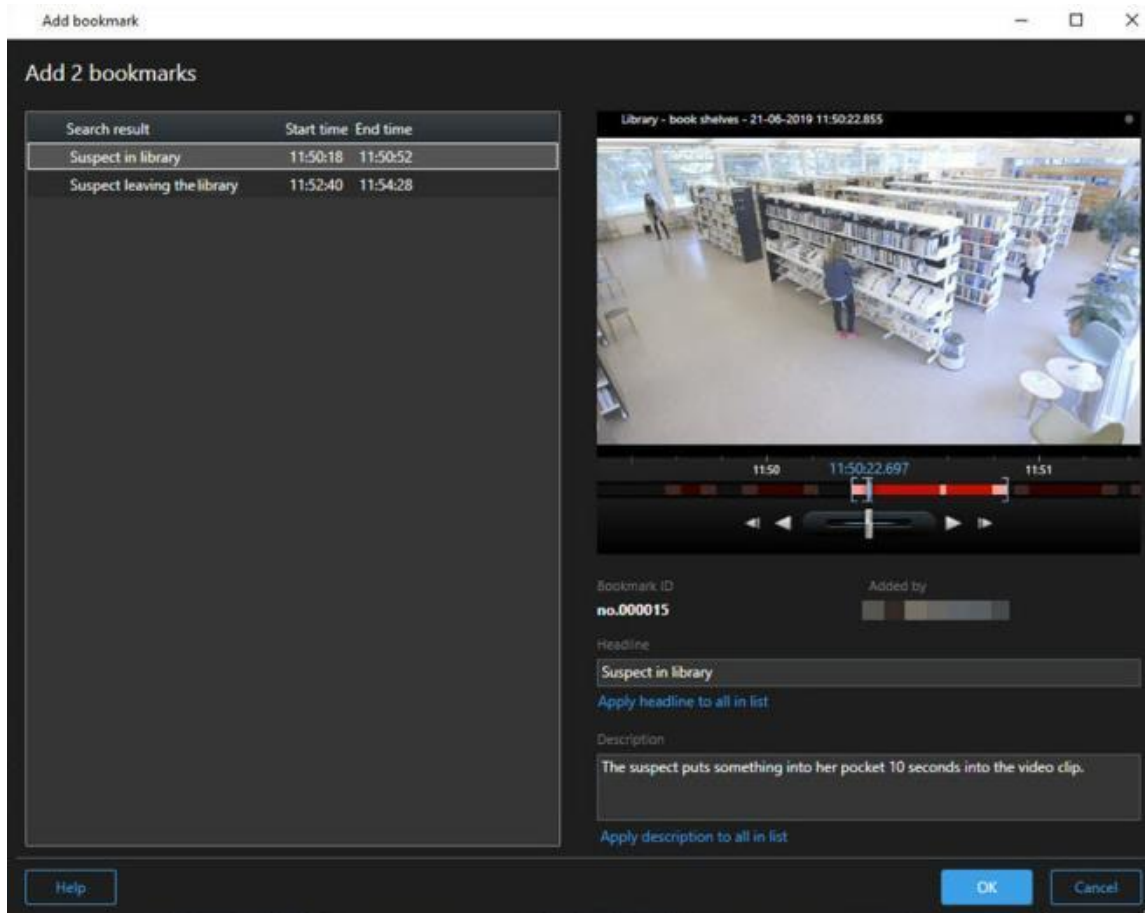 Add bookmark
Add 2 bookmarks
Search result Start time End time
Suspect in library 11:50:18 11:50:52
Suspect leaving the library 11:52:40 11:54:28
Library - book shelves - 21-06-2019 11:50:22.855
11:50 11:50:22.697 11:51
Bookmark ID Added by
no.000015
Headline
Suspect in library
Apply headline to all in list
Description
The suspect puts something into her pocket 10 seconds into the video clip.
Apply description to all in list
Help OK Cancel